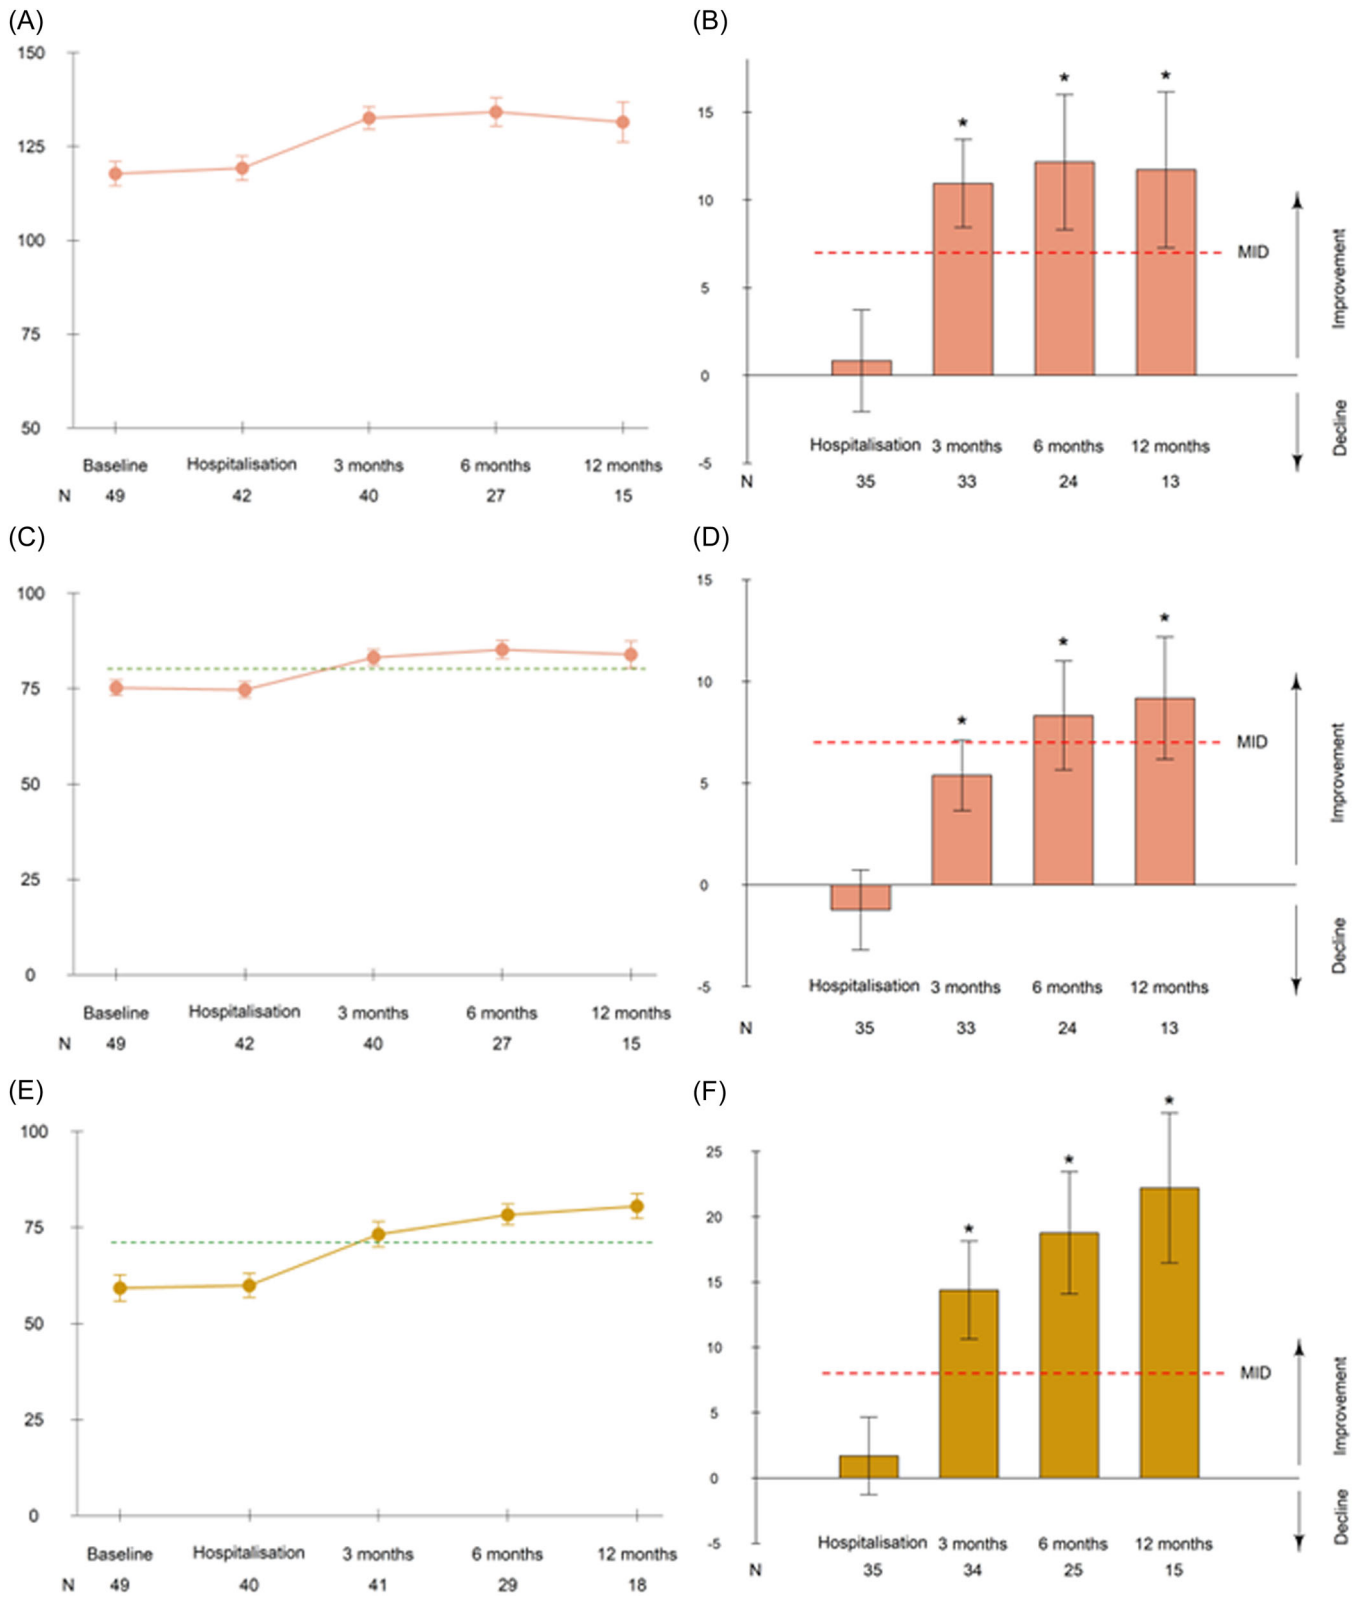 (A)
150
125
100
75
50
Baseline Hospitalisation 3 months 6 months 12 months
N 49 42 40 27 15
(B)
15
10
5
0
-5
* * *
MID
Improvement
Decline
Hospitalisation 3 months 6 months 12 months
N 35 33 24 13
(C)
100
75
50
25
0
Baseline Hospitalisation 3 months 6 months 12 months
N 49 42 40 27 15
(D)
15
10
5
0
-5
* * *
MID
Improvement
Decline
Hospitalisation 3 months 6 months 12 months
N 35 33 24 13
(E)
100
75
50
25
0
Baseline Hospitalisation 3 months 6 months 12 months
N 49 40 41 29 18
(F)
25
20
15
10
5
0
-5
* * *
MID
Improvement
Decline
Hospitalisation 3 months 6 months 12 months
N 35 34 25 15